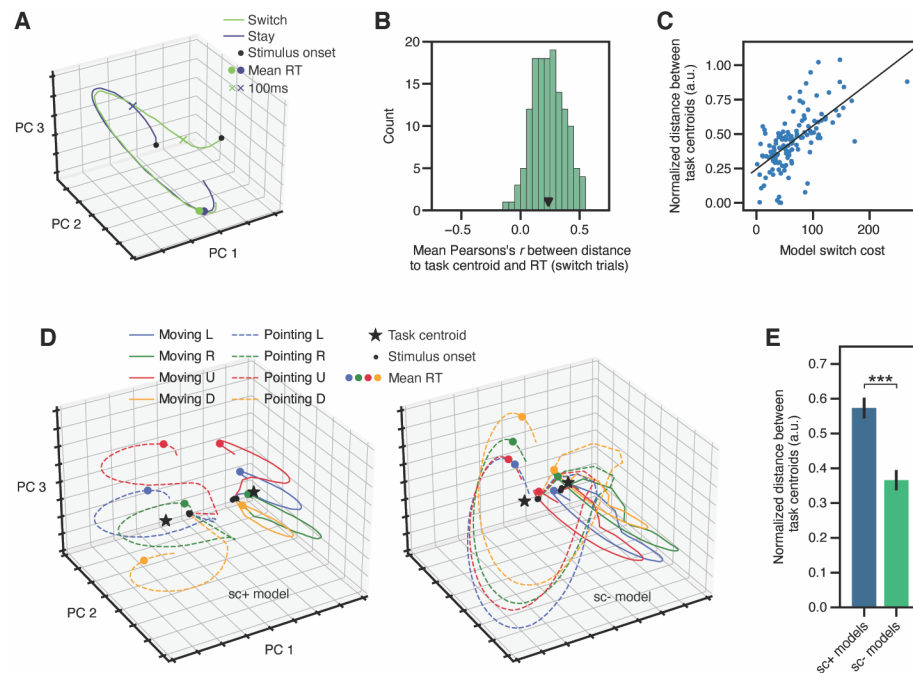 A
Switch
Stay
Stimulus onset
Mean RT
100ms
PC 3
PC 2
PC 1
B
20
15
10
5
0
Count
-0.5
0.0
0.5
Mean Pearsons's r between distance
to task centroid and RT (switch trials)
C
Normalized distance between
task centroids (a.u.)
1.00
0.75
0.50
0.25
0.00
0
100
200
Model switch cost
D
Moving L
Moving R
Moving U
Moving D
Pointing L
Pointing R
Pointing U
Pointing D
Task centroid
Stimulus onset
Mean RT
PC 3
PC 2
PC 1
sc+ model
sc- model
E
Normalized distance between
task centroids (a.u.)
0.7
0.6
0.5
0.4
0.3
0.2
0.1
0.0
***
sc+ models
sc- models